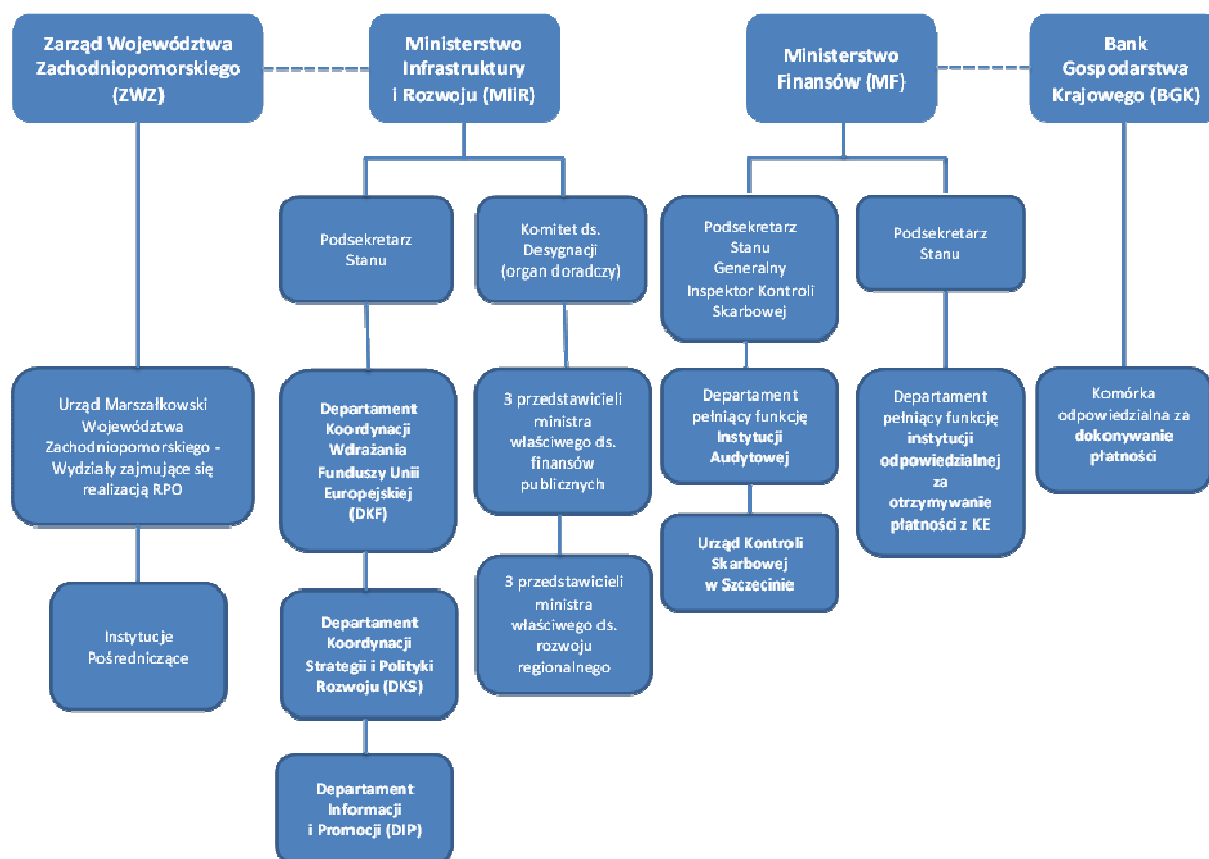 Zarząd Województwa
Zachodniopomorskiego
(ZWZ)
Ministerstwo
Infrastruktury
i Rozwoju (MIiR)
Ministerstwo
Finansów (MF)
Bank
Gospodarstwa
Krajowego (BGK)
Podsekretarz
Stanu
Komitet ds.
Desygnacji
(organ doradczy)
Podsekretarz
Stanu
Generalny
Inspektor Kontroli
Skarbowej
Podsekretarz
Stanu
Urząd Marszałkowski
Województwa
Zachodniopomorskiego -
Wydziały zajmujące się
realizacją RPO
Departament
Koordynacji
Wdrażania
Funduszy Unii
Europejskiej
(DKF)
3 przedstawicieli
ministra
właściwego ds.
finansów
publicznych
Departament
pełniący funkcję
Instytucji
Audytowej
Departament
pełniący funkcję
instytucji
odpowiedzialnej
za
otrzymywanie
płatności z KE
Komórka
odpowiedzialna za
dokonywanie
płatności
Instytucje
Pośredniczące
Departament
Koordynacji
Strategii i Polityki
Rozwoju (DKS)
3 przedstawicieli
ministra
właściwego ds.
rozwoju
regionalnego
Urząd Kontroli
Skarbowej
w Szczecinie
Departament
Informacji
i Promocji (DIP)